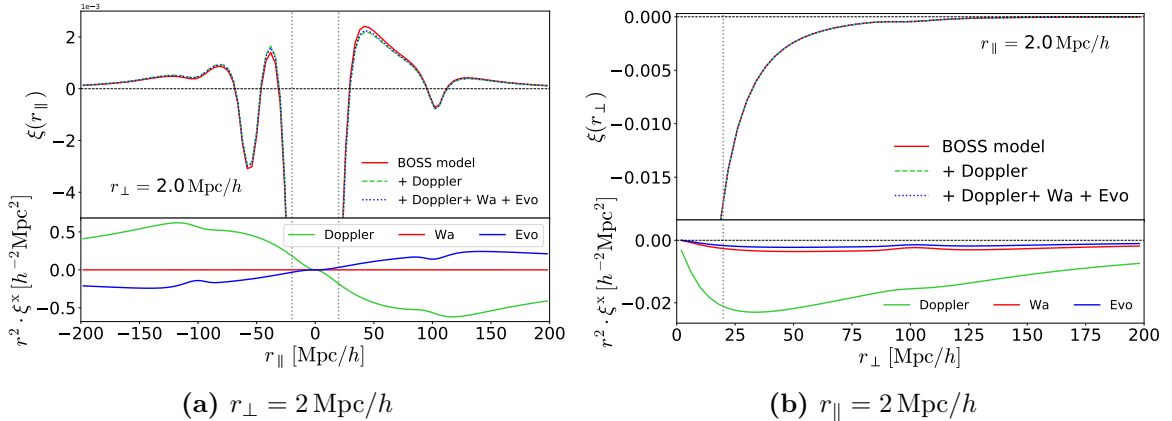 1e−3
2
0
−2
−4
ξ(r∥)
BOSS model
+ Doppler
+ Doppler+ Wa + Evo
r⊥ = 2.0 Mpc/h
0.5
0.0
−0.5
r² · ξˣ [h⁻²Mpc²]
Doppler Wa Evo
−200 −150 −100 −50 0 50 100 150 200
r∥ [Mpc/h]
(a) r⊥ = 2 Mpc/h
0.000
−0.005
−0.010
−0.015
ξ(r⊥)
r∥ = 2.0 Mpc/h
BOSS model
+ Doppler
+ Doppler+ Wa + Evo
0.00
−0.02
r² · ξˣ [h⁻²Mpc²]
Doppler Wa Evo
0 25 50 75 100 125 150 175 200
r⊥ [Mpc/h]
(b) r∥ = 2 Mpc/h